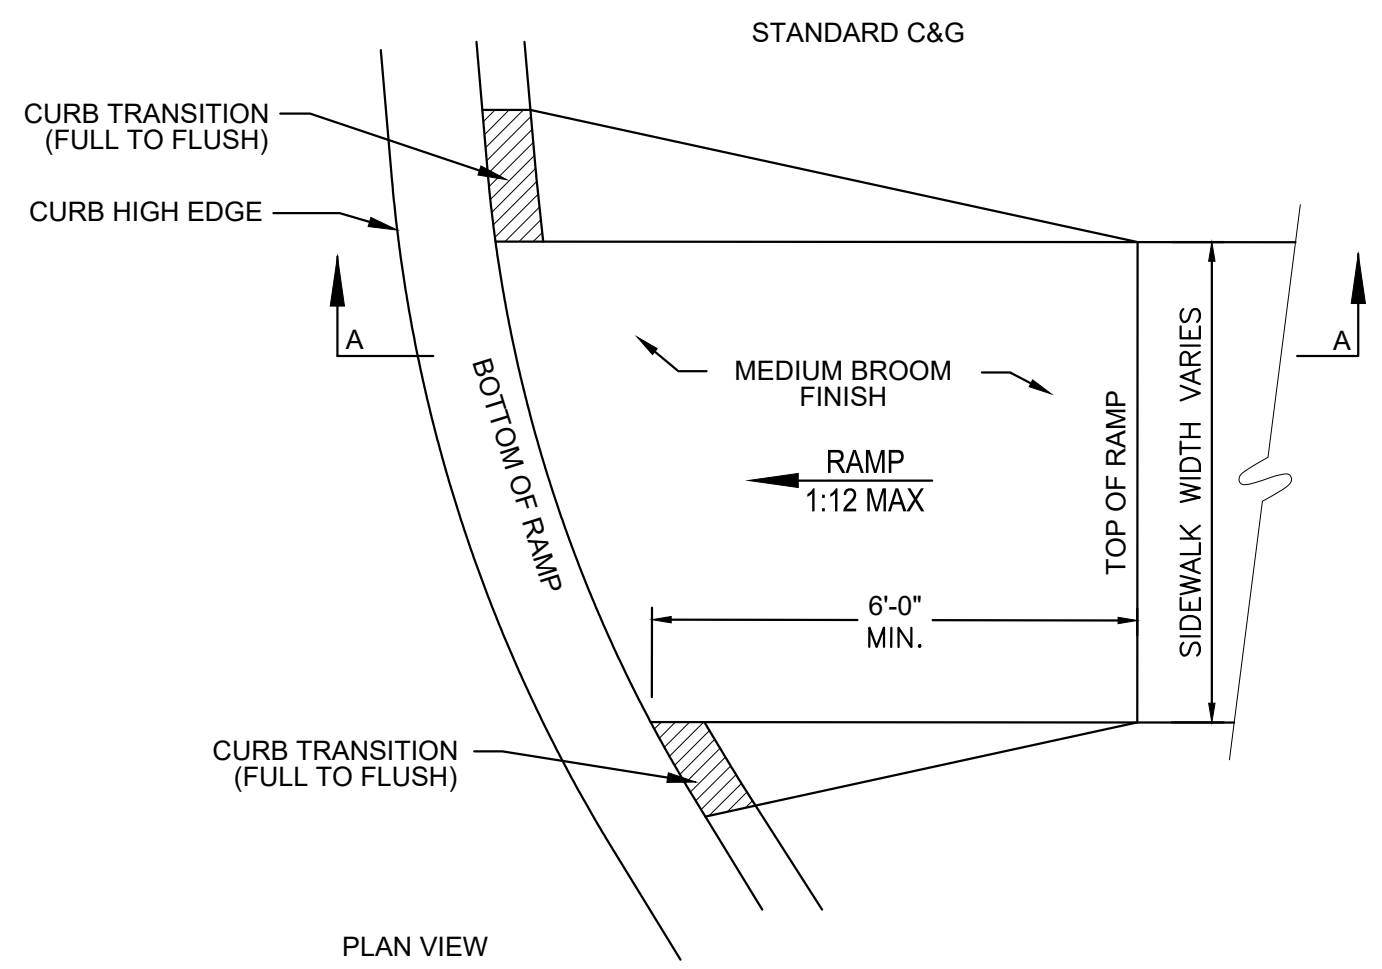 STANDARD C&G
CURB TRANSITION
(FULL TO FLUSH)
CURB HIGH EDGE
A
A
BOTTOM OF RAMP
MEDIUM BROOM
FINISH
RAMP
1:12 MAX
TOP OF RAMP
SIDEWALK WIDTH VARIES
6'-0"
MIN.
CURB TRANSITION
(FULL TO FLUSH)
PLAN VIEW